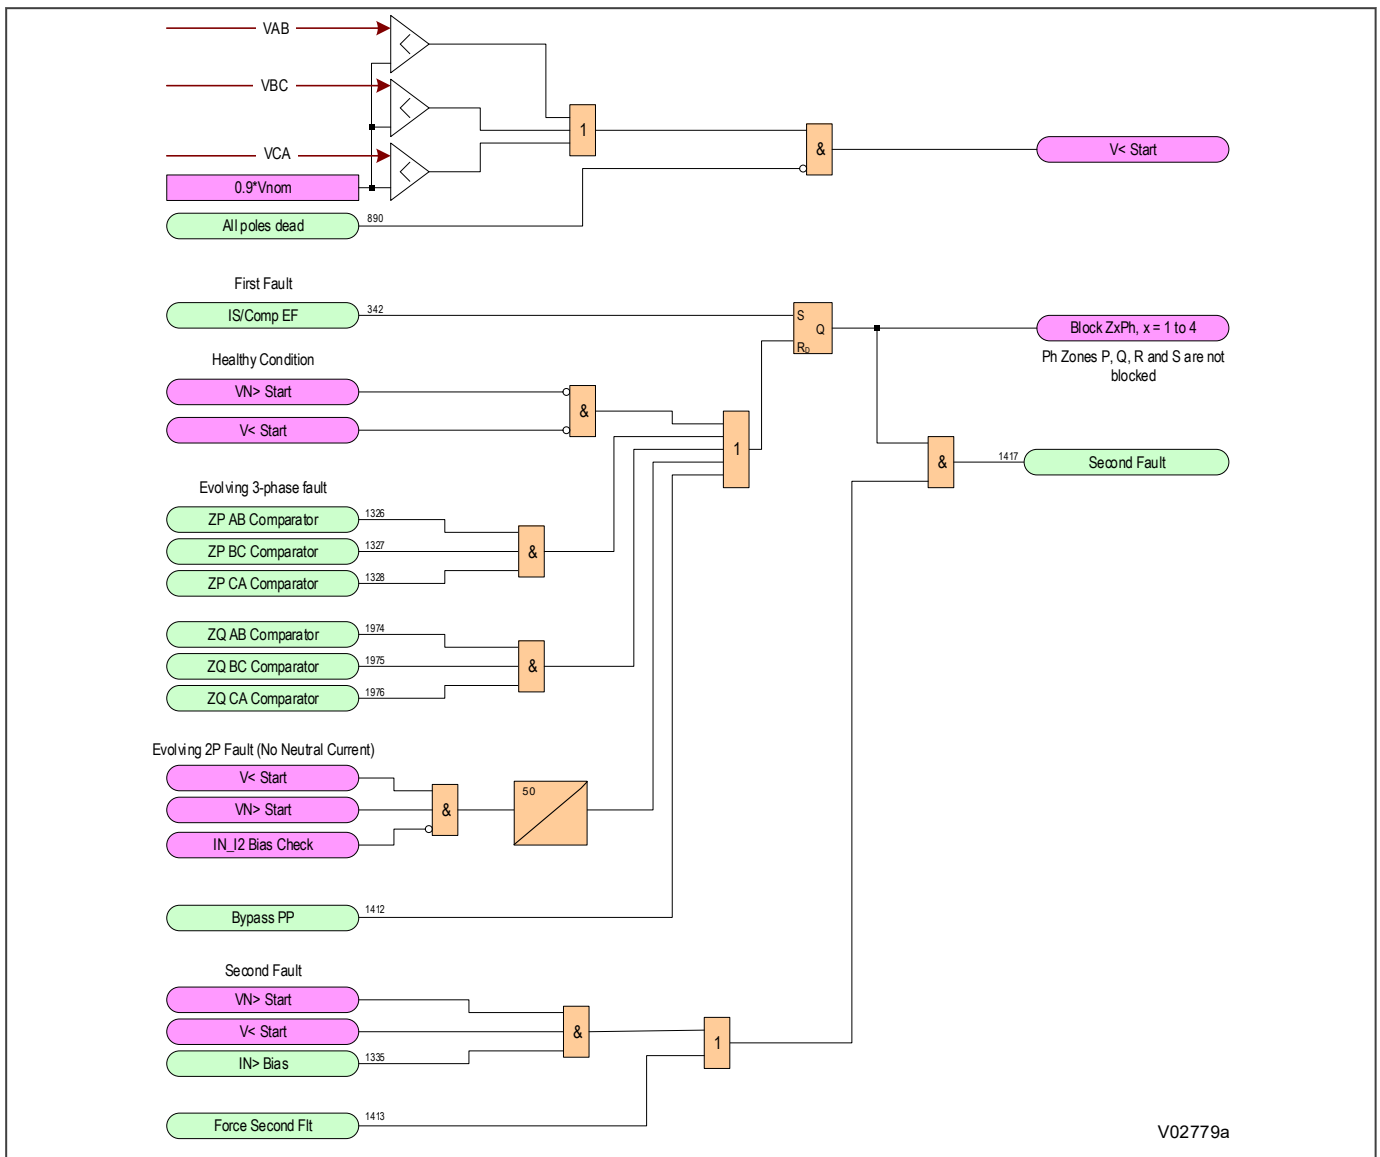 VAB
VBC
VCA
0.9*Vnom
All poles dead
890
1
&
V< Start
First Fault
IS/Comp EF
342
S
Q
RD
Block ZxPh, x = 1 to 4
Ph Zones P, Q, R and S are not
blocked
Healthy Condition
VN> Start
V< Start
&
1
&
1417
Second Fault
Evolving 3-phase fault
ZP AB Comparator
1326
ZP BC Comparator
1327
ZP CA Comparator
1328
&
ZQ AB Comparator
1974
ZQ BC Comparator
1975
ZQ CA Comparator
1976
&
Evolving 2P Fault (No Neutral Current)
V< Start
VN> Start
IN_I2 Bias Check
&
50
Bypass PP
1412
Second Fault
VN> Start
V< Start
IN> Bias
1335
&
1
Force Second Flt
1413
V02779a